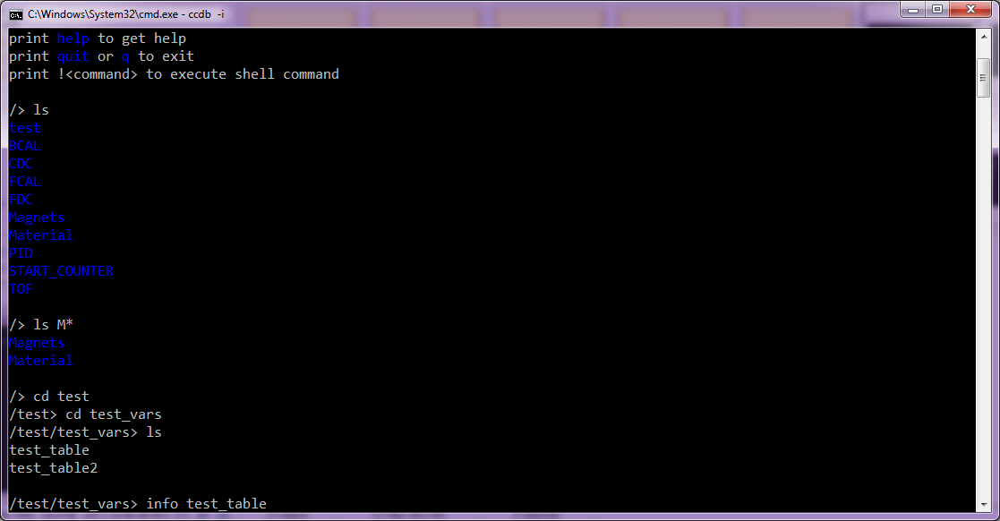 C:\Windows\System32\cmd.exe - ccdb -i
print help to get help
print quit or q to exit
print !<command> to execute shell command
/> ls
test
BCAL
CDC
FCAL
FDC
Magnets
Material
PID
START_COUNTER
TOF
/> ls M*
Magnets
Material
/> cd test
/test> cd test_vars
/test/test_vars> ls
test_table
test_table2
/test/test_vars> info test_table